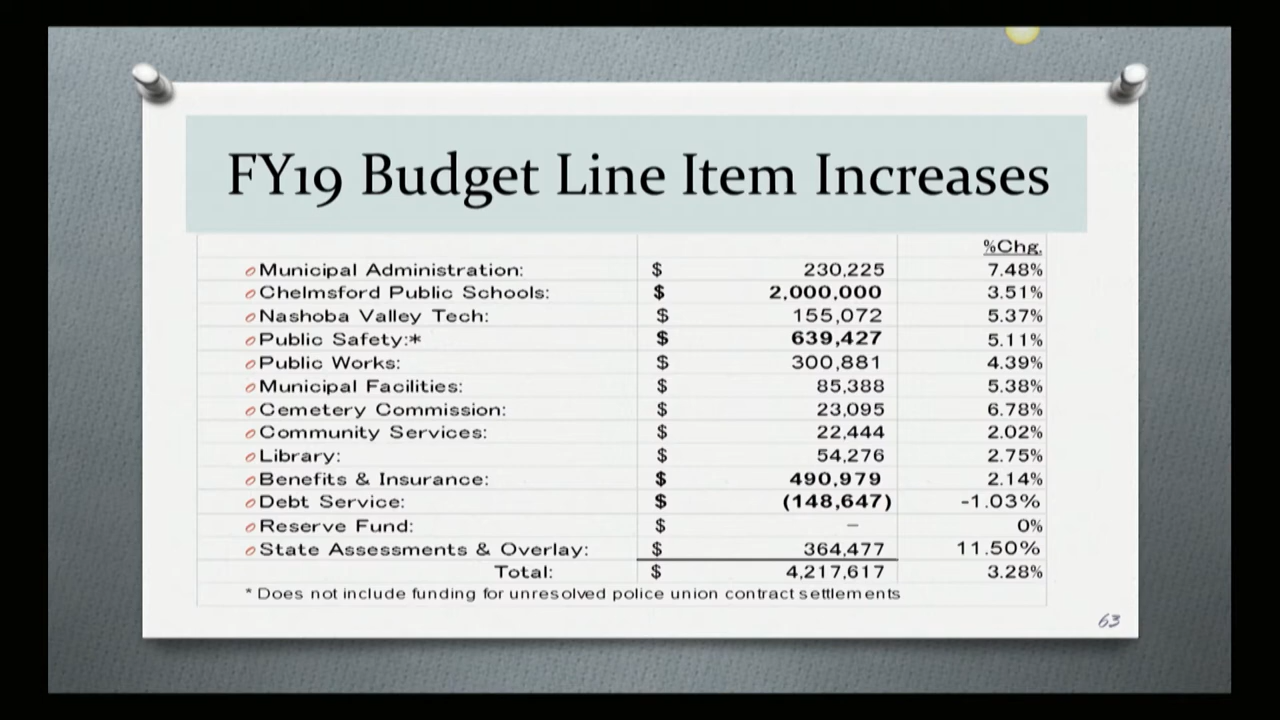 FY19 Budget Line Item Increases
%Chg.
Municipal Administration: $ 230,225 7.48%
Chelmsford Public Schools: $ 2,000,000 3.51%
Nashoba Valley Tech: $ 155,072 5.37%
Public Safety:* $ 639,427 5.11%
Public Works: $ 300,881 4.39%
Municipal Facilities: $ 85,388 5.38%
Cemetery Commission: $ 23,095 6.78%
Community Services: $ 22,444 2.02%
Library: $ 54,276 2.75%
Benefits & Insurance: $ 490,979 2.14%
Debt Service: $ (148,647) -1.03%
Reserve Fund: $ – 0%
State Assessments & Overlay: $ 364,477 11.50%
Total: $ 4,217,617 3.28%
* Does not include funding for unresolved police union contract settlements
63